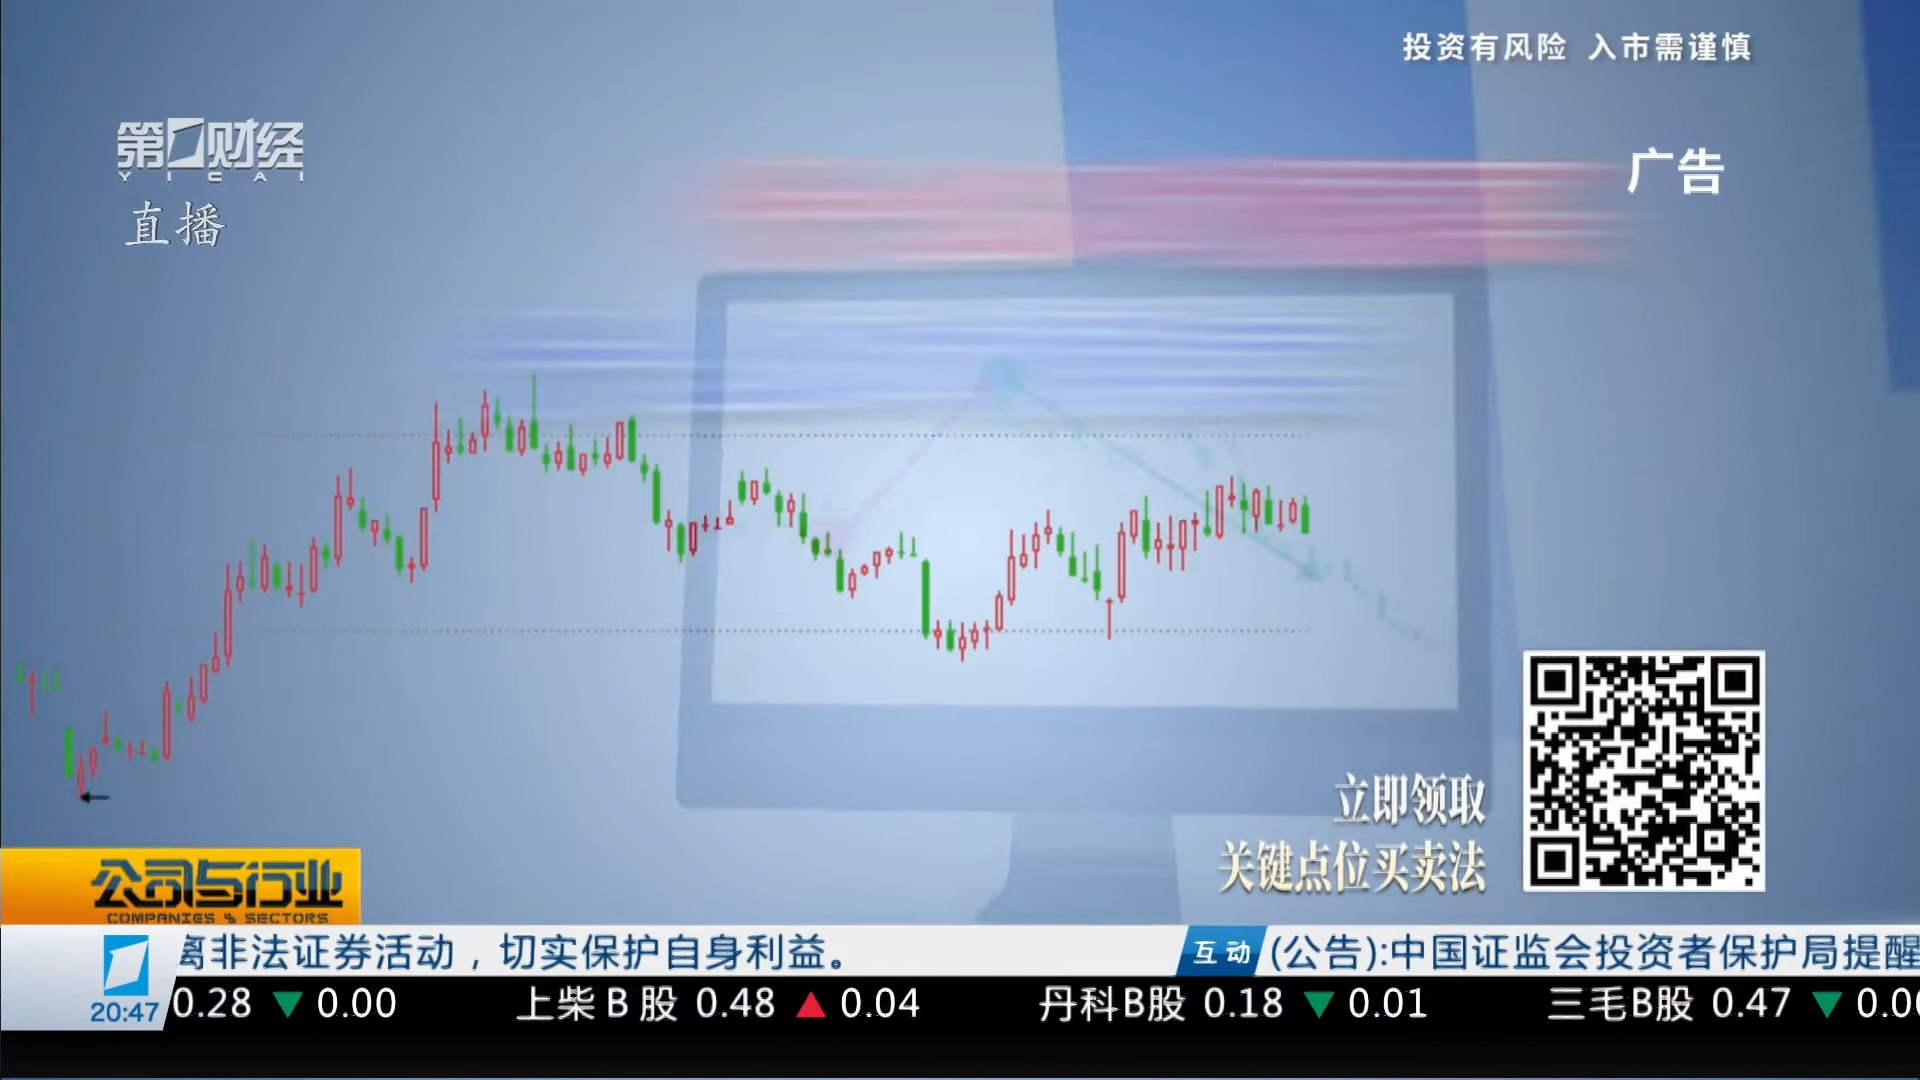 投资有风险 入市需谨慎
第一财经
YICAI
广告
直播
立即领取
关键点位买卖法
公司与行业
COMPANIES & SECTORS
离非法证券活动，切实保护自身利益。
互动
(公告):中国证监会投资者保护局提醒
20:47
0.28 ▼ 0.00 上柴B股 0.48 ▲ 0.04 丹科B股 0.18 ▼ 0.01 三毛B股 0.47 ▼ 0.00